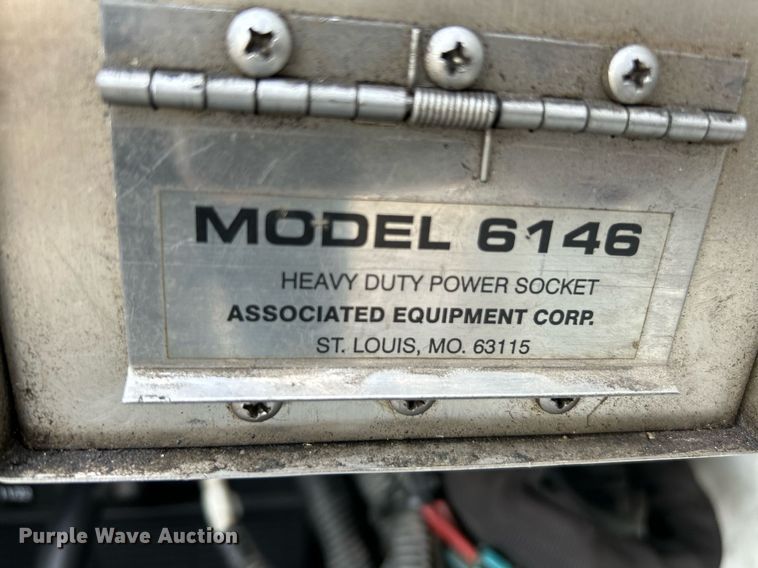 MODEL 6146
HEAVY DUTY POWER SOCKET
ASSOCIATED EQUIPMENT CORP.
ST. LOUIS, MO. 63115
Purple Wave Auction